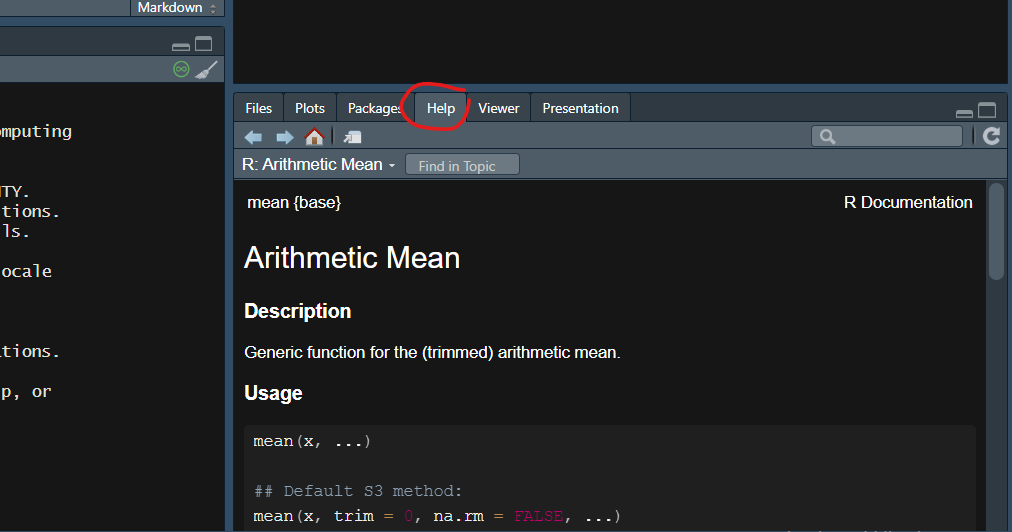 Markdown
omputing
TY.
tions.
ls.
ocale
tions.
p, or
Files Plots Packages Help Viewer Presentation
R: Arithmetic Mean Find in Topic
mean {base} R Documentation
Arithmetic Mean
Description
Generic function for the (trimmed) arithmetic mean.
Usage
mean(x, ...)
## Default S3 method:
mean(x, trim = 0, na.rm = FALSE, ...)